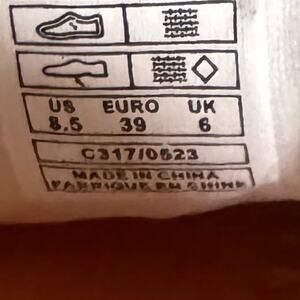 US EURO UK
8.5 39 6
C317/0623
MADE IN CHINA
FABRIQUE EN CHINE